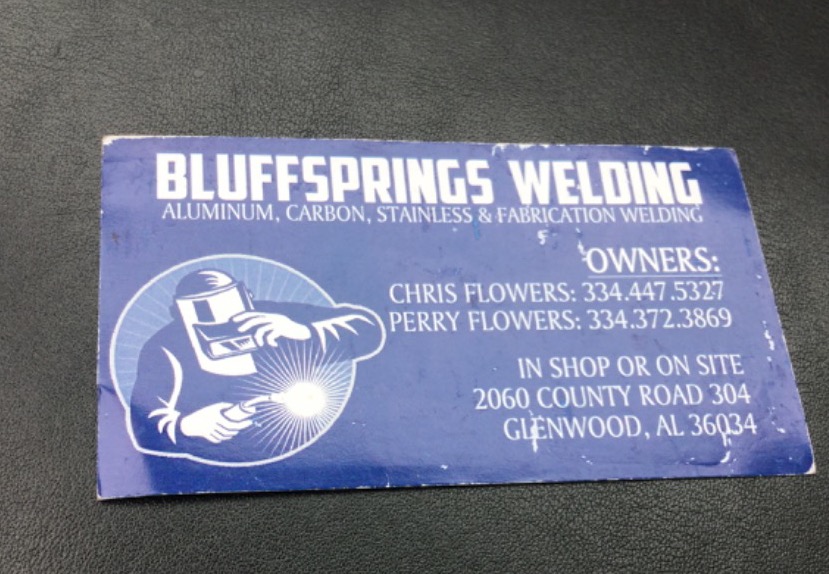 BLUFFSPRINGS WELDING
ALUMINUM, CARBON, STAINLESS & FABRICATION WELDING
OWNERS:
CHRIS FLOWERS: 334.447.5327
PERRY FLOWERS: 334.372.3869
IN SHOP OR ON SITE
2060 COUNTY ROAD 304
GLENWOOD, AL 36034